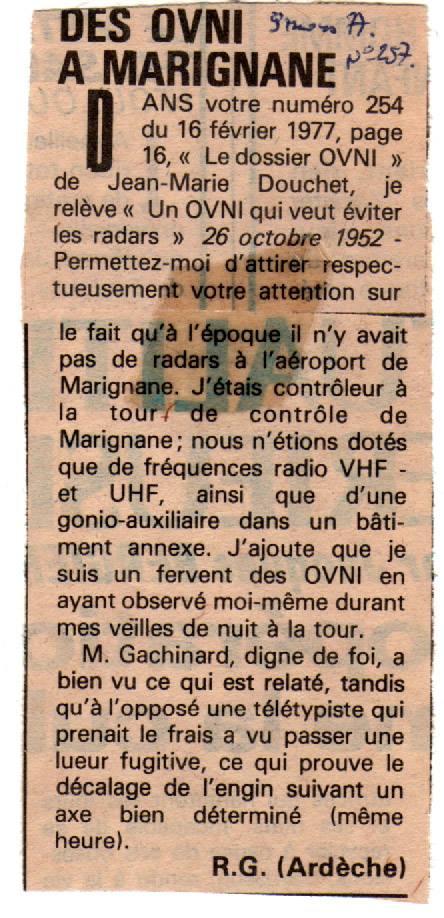 DES OVNI
A MARIGNANE
n° 257.
DANS votre numéro 254
du 16 février 1977, page
16, « Le dossier OVNI »
de Jean-Marie Douchet, je
relève « Un OVNI qui veut éviter
les radars » 26 octobre 1952 -
Permettez-moi d'attirer respec-
tueusement votre attention sur
le fait qu'à l'époque il n'y avait
pas de radars à l'aéroport de
Marignane. J'étais contrôleur à
la tour de contrôle de
Marignane ; nous n'étions dotés
que de fréquences radio VHF -
et UHF, ainsi que d'une
gonio-auxiliaire dans un bâti-
ment annexe. J'ajoute que je
suis un fervent des OVNI en
ayant observé moi-même durant
mes veilles de nuit à la tour.
M. Gachinard, digne de foi, a
bien vu ce qui est relaté, tandis
qu'à l'opposé une télétypiste qui
prenait le frais a vu passer une
lueur fugitive, ce qui prouve le
décalage de l'engin suivant un
axe bien déterminé (même
heure).
R.G. (Ardèche)